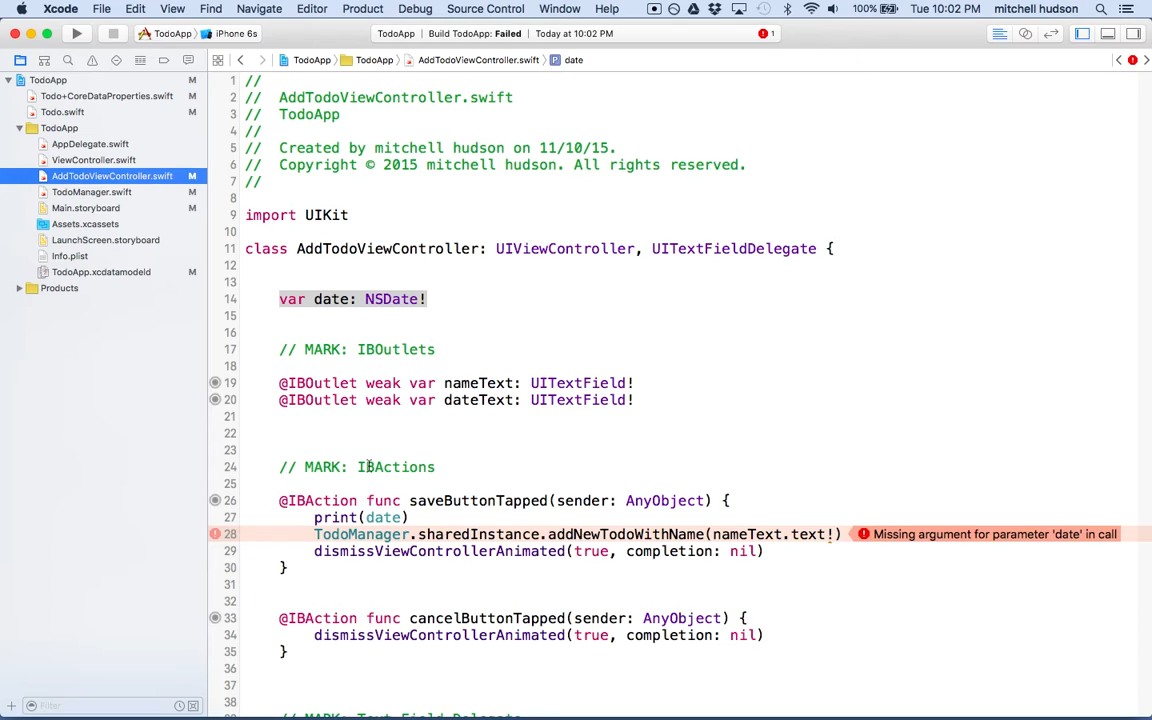 Xcode File Edit View Find Navigate Editor Product Debug Source Control Window Help 100% Tue 10:02 PM mitchell hudson
TodoApp iPhone 6s TodoApp Build TodoApp: Failed Today at 10:02 PM 1
TodoApp TodoApp AddTodoViewController.swift P date
TodoApp M
Todo+CoreDataProperties.swift M
Todo.swift M
TodoApp
AppDelegate.swift
ViewController.swift
AddTodoViewController.swift M
TodoManager.swift M
Main.storyboard M
Assets.xcassets
LaunchScreen.storyboard
Info.plist
TodoApp.xcdatamodeld M
Products
Filter
1 //
2 // AddTodoViewController.swift
3 // TodoApp
4 //
5 // Created by mitchell hudson on 11/10/15.
6 // Copyright © 2015 mitchell hudson. All rights reserved.
7 //
8
9 import UIKit
10
11 class AddTodoViewController: UIViewController, UITextFieldDelegate {
12
13
14 var date: NSDate!
15
16
17 // MARK: IBOutlets
18
19 @IBOutlet weak var nameText: UITextField!
20 @IBOutlet weak var dateText: UITextField!
21
22
23
24 // MARK: IBActions
25
26 @IBAction func saveButtonTapped(sender: AnyObject) {
27 print(date)
28 TodoManager.sharedInstance.addNewTodoWithName(nameText.text!) Missing argument for parameter 'date' in call
29 dismissViewControllerAnimated(true, completion: nil)
30 }
31
32
33 @IBAction func cancelButtonTapped(sender: AnyObject) {
34 dismissViewControllerAnimated(true, completion: nil)
35 }
36
37
38
// MARK: Text Field Delegate